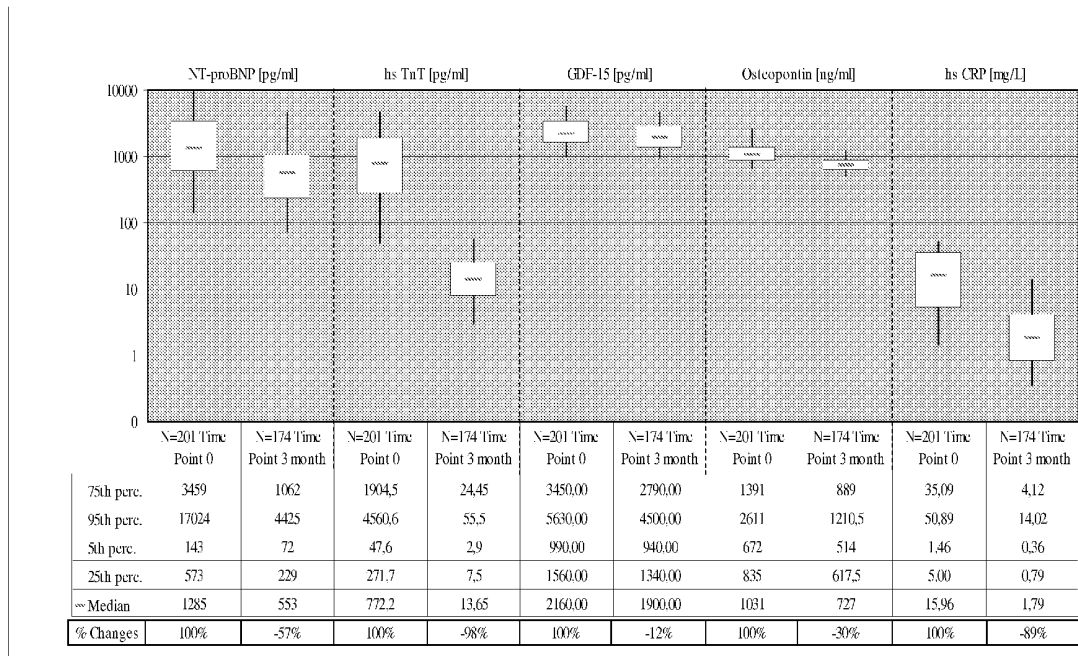 NT-proBNP [pg/ml] hs TnT [pg/ml] GDF-15 [pg/ml] Osteopontin [ng/ml] hs CRP [mg/L]
10000
1000
100
10
1
0
N=201 Time N=174 Time N=201 Time N=174 Time N=201 Time N=174 Time N=201 Time N=174 Time N=201 Time N=174 Time
Point 0 Point 3 month Point 0 Point 3 month Point 0 Point 3 month Point 0 Point 3 month Point 0 Point 3 month
75th perc. 3459 1062 1904,5 24,45 3450,00 2790,00 1391 889 35,09 4,12
95th perc. 17024 4425 4560,6 55,5 5630,00 4500,00 2611 1210,5 50,89 14,02
5th perc. 143 72 47,6 2,9 990,00 940,00 672 514 1,46 0,36
25th perc. 573 229 271,7 7,5 1560,00 1340,00 835 617,5 5,00 0,79
Median 1285 553 772,2 13,65 2160,00 1900,00 1031 727 15,96 1,79
% Changes 100% -57% 100% -98% 100% -12% 100% -30% 100% -89%